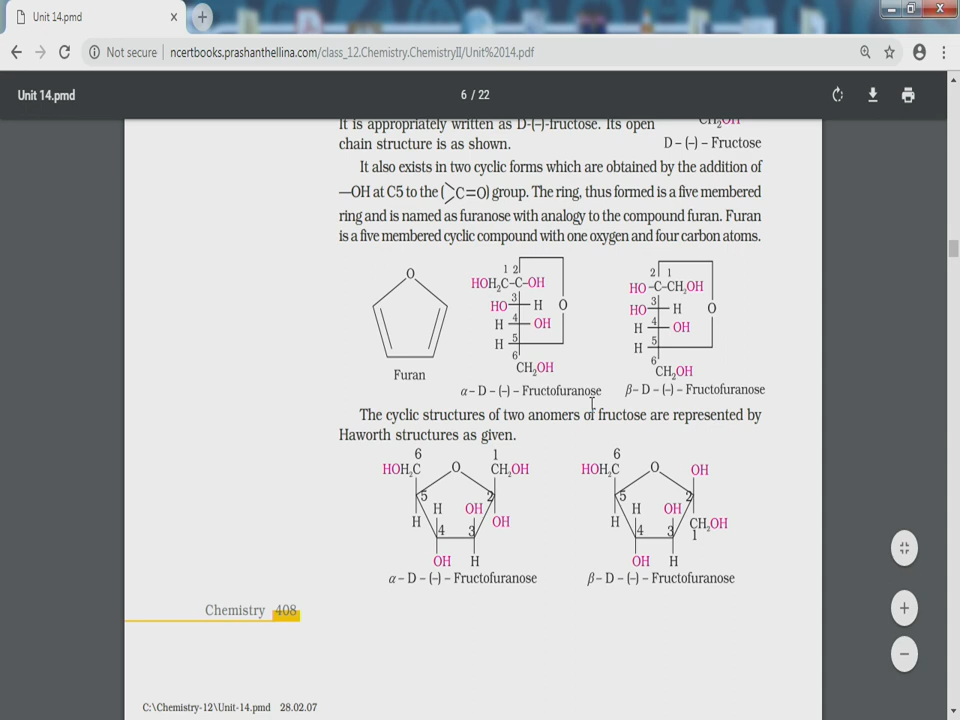 Unit 14.pmd
Not secure ncertbooks.prashanthellina.com/class_12.Chemistry.ChemistryII/Unit%2014.pdf
Unit 14.pmd
6 / 22
It is appropriately written as D-(–)-fructose. Its open
CH2OH
chain structure is as shown.
D – (–) – Fructose
It also exists in two cyclic forms which are obtained by the addition of
—OH at C5 to the (>C=O) group. The ring, thus formed is a five membered
ring and is named as furanose with analogy to the compound furan. Furan
is a five membered cyclic compound with one oxygen and four carbon atoms.
O
Furan
1 2
HOH2C–C–OH
3
HO H O
4
H OH
5
H
6
CH2OH
α – D – (–) – Fructofuranose
2 1
HO –C–CH2OH
3
HO H O
4
H OH
5
H
6
CH2OH
β – D – (–) – Fructofuranose
The cyclic structures of two anomers of fructose are represented by
Haworth structures as given.
6 1
HOH2C O CH2OH
5 2
H H OH OH
4 3
OH H
α – D – (–) – Fructofuranose
6
HOH2C O OH
5 2
H H OH CH2OH
4 3 1
OH H
β – D – (–) – Fructofuranose
Chemistry 408
C:\Chemistry-12\Unit-14.pmd 28.02.07